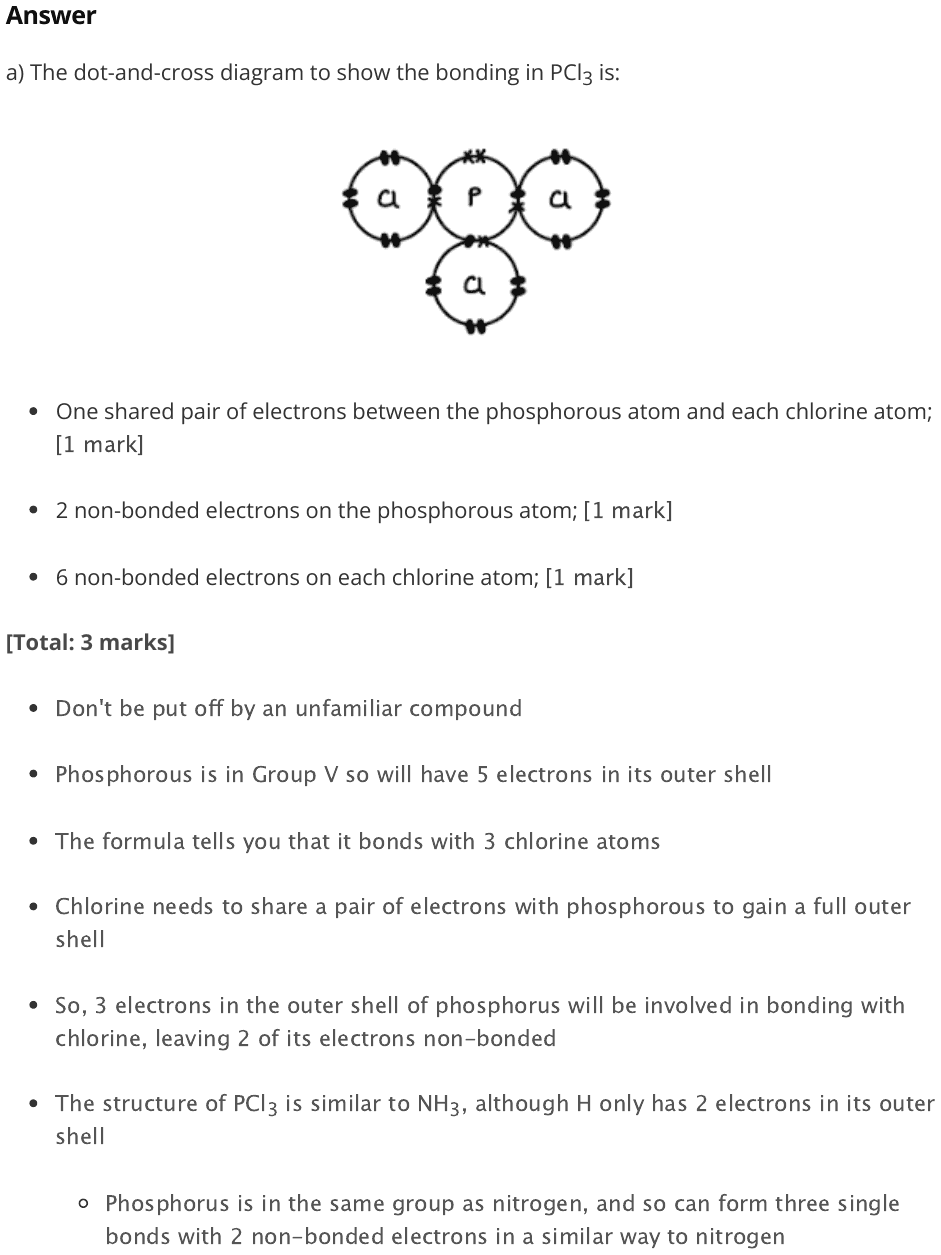 Answer
a) The dot-and-cross diagram to show the bonding in PCl3 is:
Cl P Cl
Cl
• One shared pair of electrons between the phosphorous atom and each chlorine atom;
[1 mark]
• 2 non-bonded electrons on the phosphorous atom; [1 mark]
• 6 non-bonded electrons on each chlorine atom; [1 mark]
[Total: 3 marks]
• Don't be put off by an unfamiliar compound
• Phosphorous is in Group V so will have 5 electrons in its outer shell
• The formula tells you that it bonds with 3 chlorine atoms
• Chlorine needs to share a pair of electrons with phosphorous to gain a full outer
shell
• So, 3 electrons in the outer shell of phosphorus will be involved in bonding with
chlorine, leaving 2 of its electrons non-bonded
• The structure of PCl3 is similar to NH3, although H only has 2 electrons in its outer
shell
◦ Phosphorus is in the same group as nitrogen, and so can form three single
bonds with 2 non-bonded electrons in a similar way to nitrogen